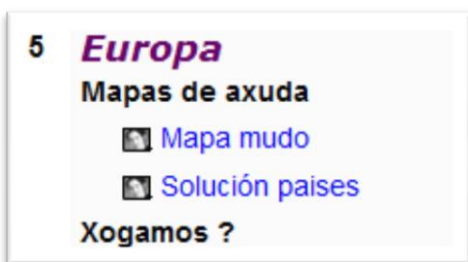 5 Europa
Mapas de axuda
Mapa mudo
Solución paises
Xogamos ?